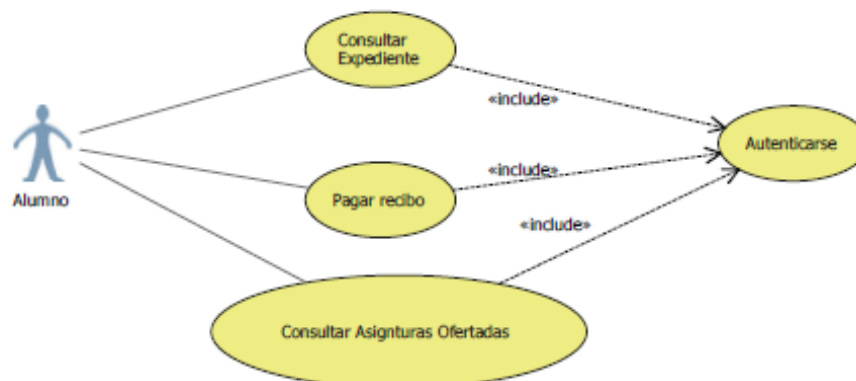 Consultar
Expediente
«include»
Autenticarse
«include»
Alumno
Pagar recibo
«include»
Consultar Asignturas Ofertadas